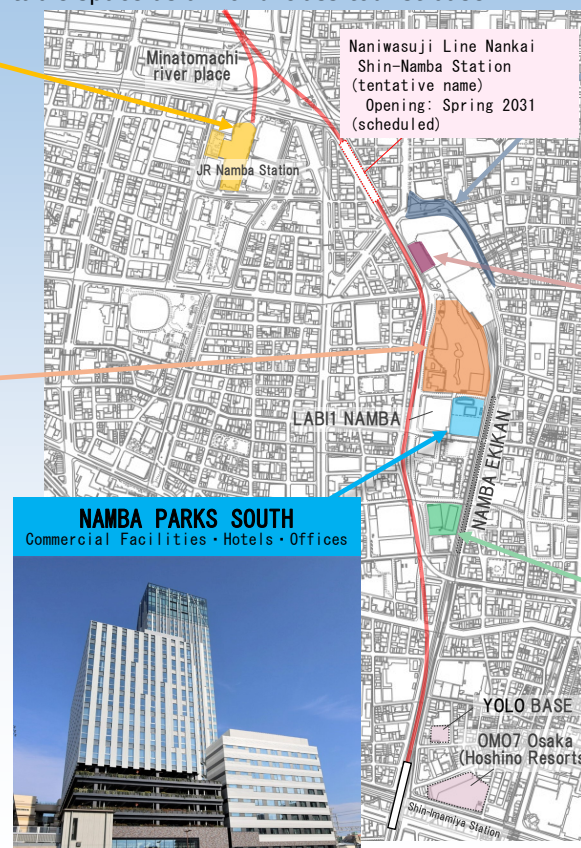 Minatomachi
river place
Naniwasuji Line Nankai
Shin-Namba Station
(tentative name)
Opening: Spring 2031
(scheduled)
JR Namba Station
LABI1 NAMBA
NAMBA EKIKAN
NAMBA PARKS SOUTH
Commercial Facilities・Hotels・Offices
YOLO BASE
OMO7 Osaka
(Hoshino Resorts
Shin-Imamiya Station